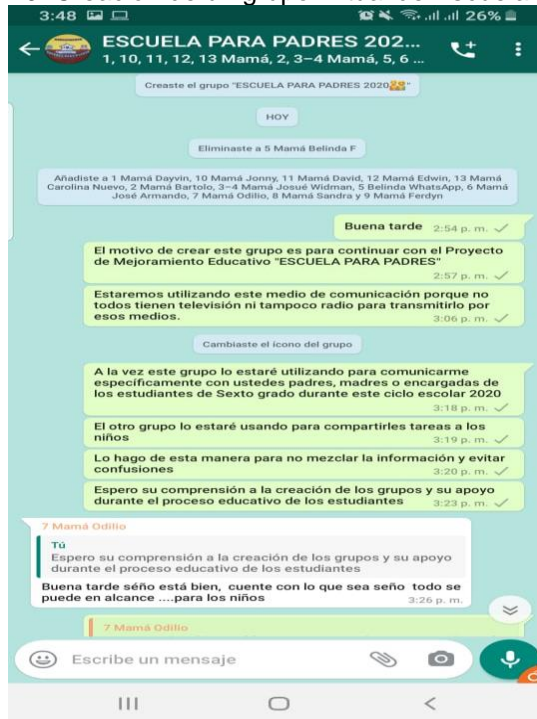 3:48 26%
ESCUELA PARA PADRES 202...
1, 10, 11, 12, 13 Mamá, 2, 3–4 Mamá, 5, 6 ...
Creaste el grupo "ESCUELA PARA PADRES 2020👨‍👩‍👧‍👦"
HOY
Eliminaste a 5 Mamá Belinda F
Añadiste a 1 Mamá Dayvin, 10 Mamá Jonny, 11 Mamá David, 12 Mamá Edwin, 13 Mamá
Carolina Nuevo, 2 Mamá Bartolo, 3–4 Mamá Josué Widman, 5 Belinda WhatsApp, 6 Mamá
José Armando, 7 Mamá Odilio, 8 Mamá Sandra y 9 Mamá Ferdyn
Buena tarde 2:54 p. m.
El motivo de crear este grupo es para continuar con el Proyecto
de Mejoramiento Educativo "ESCUELA PARA PADRES"
2:57 p. m.
Estaremos utilizando este medio de comunicación porque no
todos tienen televisión ni tampoco radio para transmitirlo por
esos medios. 3:06 p. m.
Cambiaste el ícono del grupo
A la vez este grupo lo estaré utilizando para comunicarme
específicamente con ustedes padres, madres o encargadas de
los estudiantes de Sexto grado durante este ciclo escolar 2020
3:18 p. m.
El otro grupo lo estaré usando para compartirles tareas a los
niños 3:19 p. m.
Lo hago de esta manera para no mezclar la información y evitar
confusiones 3:20 p. m.
Espero su comprensión a la creación de los grupos y su apoyo
durante el proceso educativo de los estudiantes 3:23 p. m.
7 Mamá Odilio
Tú
Espero su comprensión a la creación de los grupos y su apoyo
durante el proceso educativo de los estudiantes
Buena tarde séño está bien, cuente con lo que sea seño todo se
puede en alcance ....para los niños 3:26 p. m.
7 Mamá Odilio
Escribe un mensaje